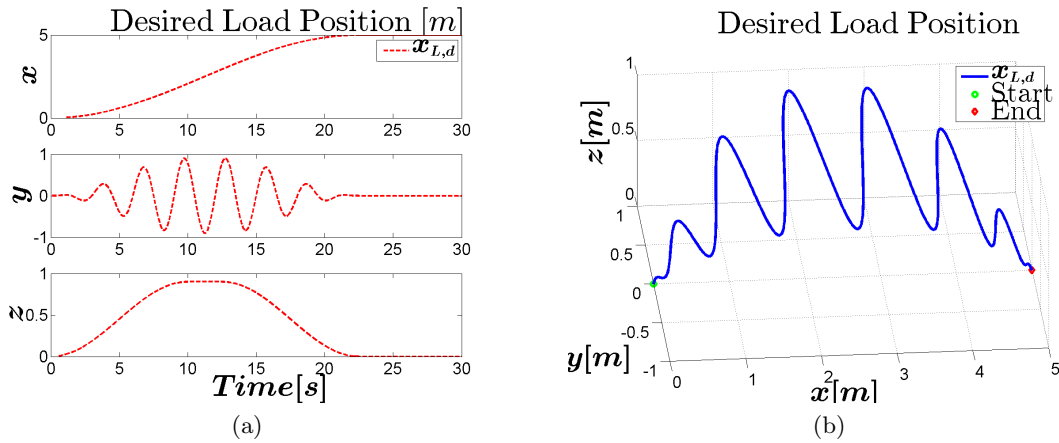 Desired Load Position [m]
x
5
0
0 5 10 15 20 25 30
x_{L,d}
y
1
0
-1
0 5 10 15 20 25 30
z
1
0.5
0
0 5 10 15 20 25 30
Time[s]
(a)
Desired Load Position
x_{L,d}
Start
End
z[m]
1
0.5
0
1
0.5
0
-0.5
-1
y[m]
0 1 2 3 4 5
x[m]
(b)